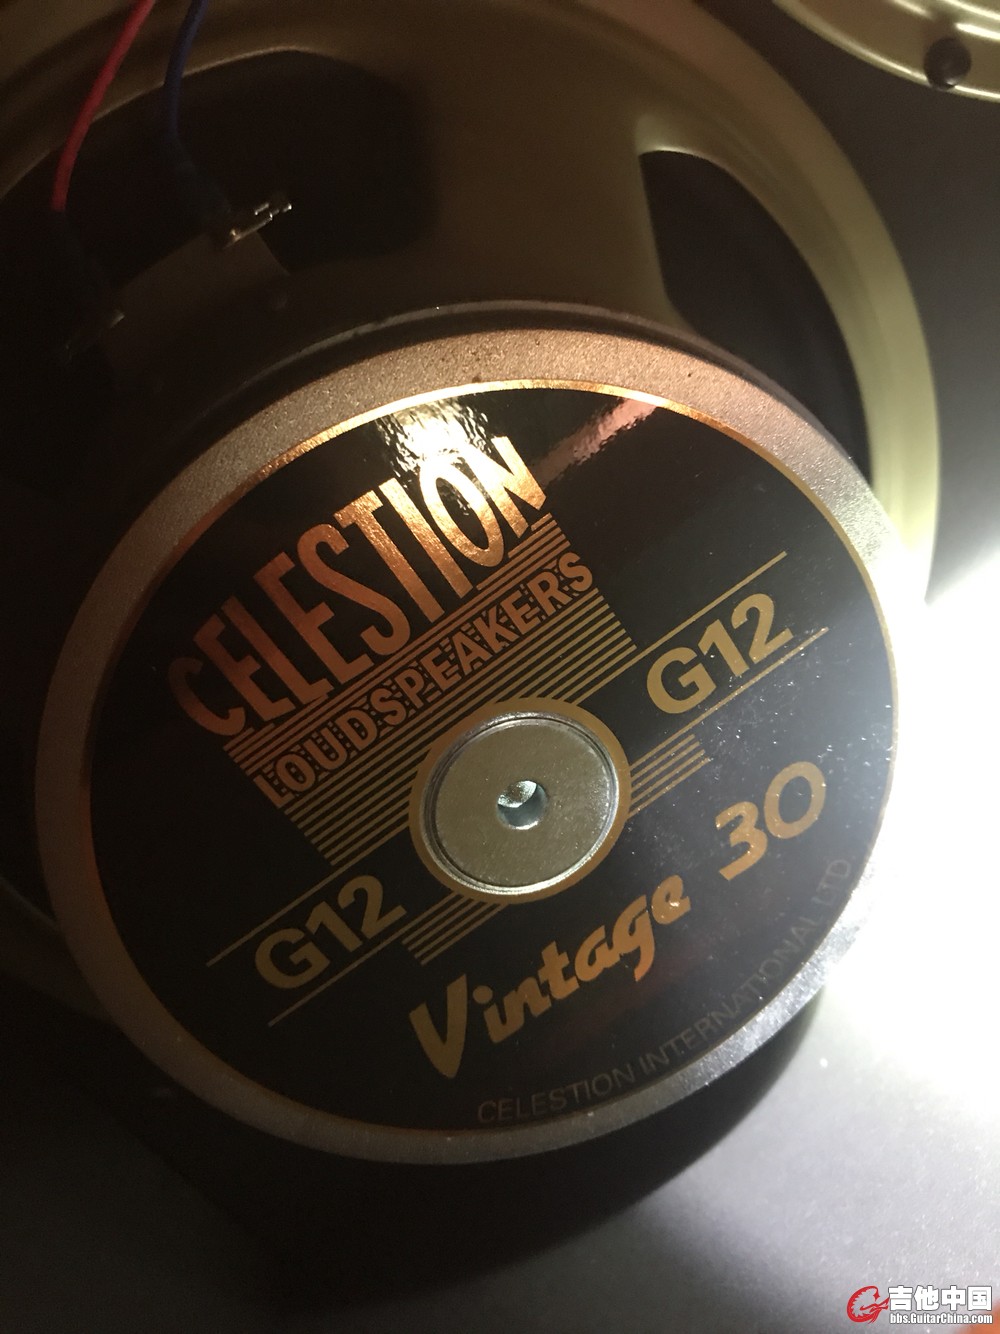 CELESTION
LOUDSPEAKERS
G12
G12
Vintage 30
CELESTION INTERNATIONAL LTD
吉他中国
bbs.GuitarChina.com